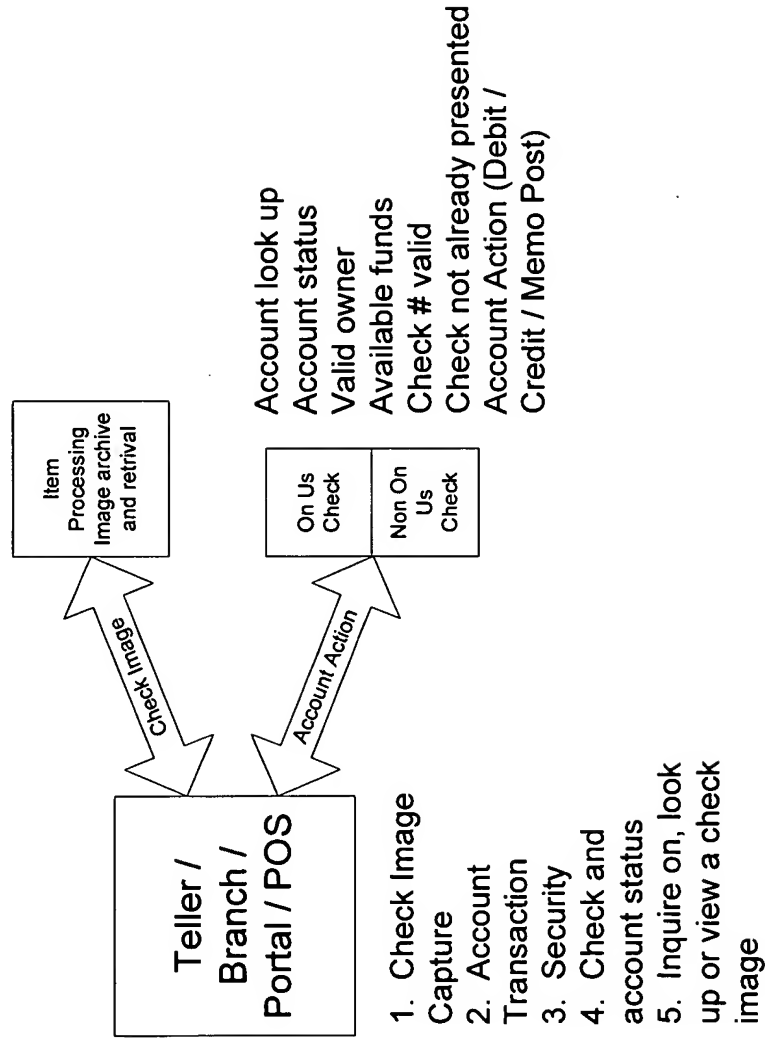 Teller /
Branch /
Portal / POS
1. Check Image
Capture
2. Account
Transaction
3. Security
4. Check and
account status
5. Inquire on, look
up or view a check
image
Check Image
Account Action
Item
Processing
Image archive
and retrival
On Us
Check
Non On
Us
Check
Account look up
Account status
Valid owner
Available funds
Check # valid
Check not already presented
Account Action (Debit /
Credit / Memo Post)